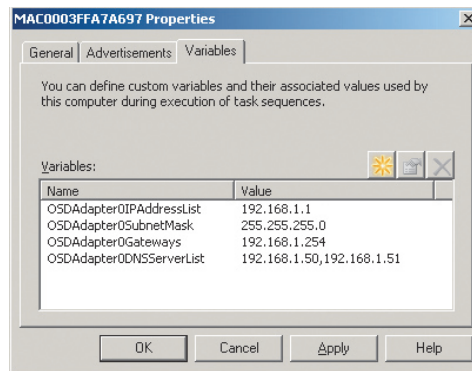 MAC0003FFA7A697 Properties
General Advertisements Variables
You can define custom variables and their associated values used by
this computer during execution of task sequences.
Variables:
Name Value
OSDAdapter0IPAddressList 192.168.1.1
OSDAdapter0SubnetMask 255.255.255.0
OSDAdapter0Gateways 192.168.1.254
OSDAdapter0DNSServerList 192.168.1.50,192.168.1.51
OK Cancel Apply Help